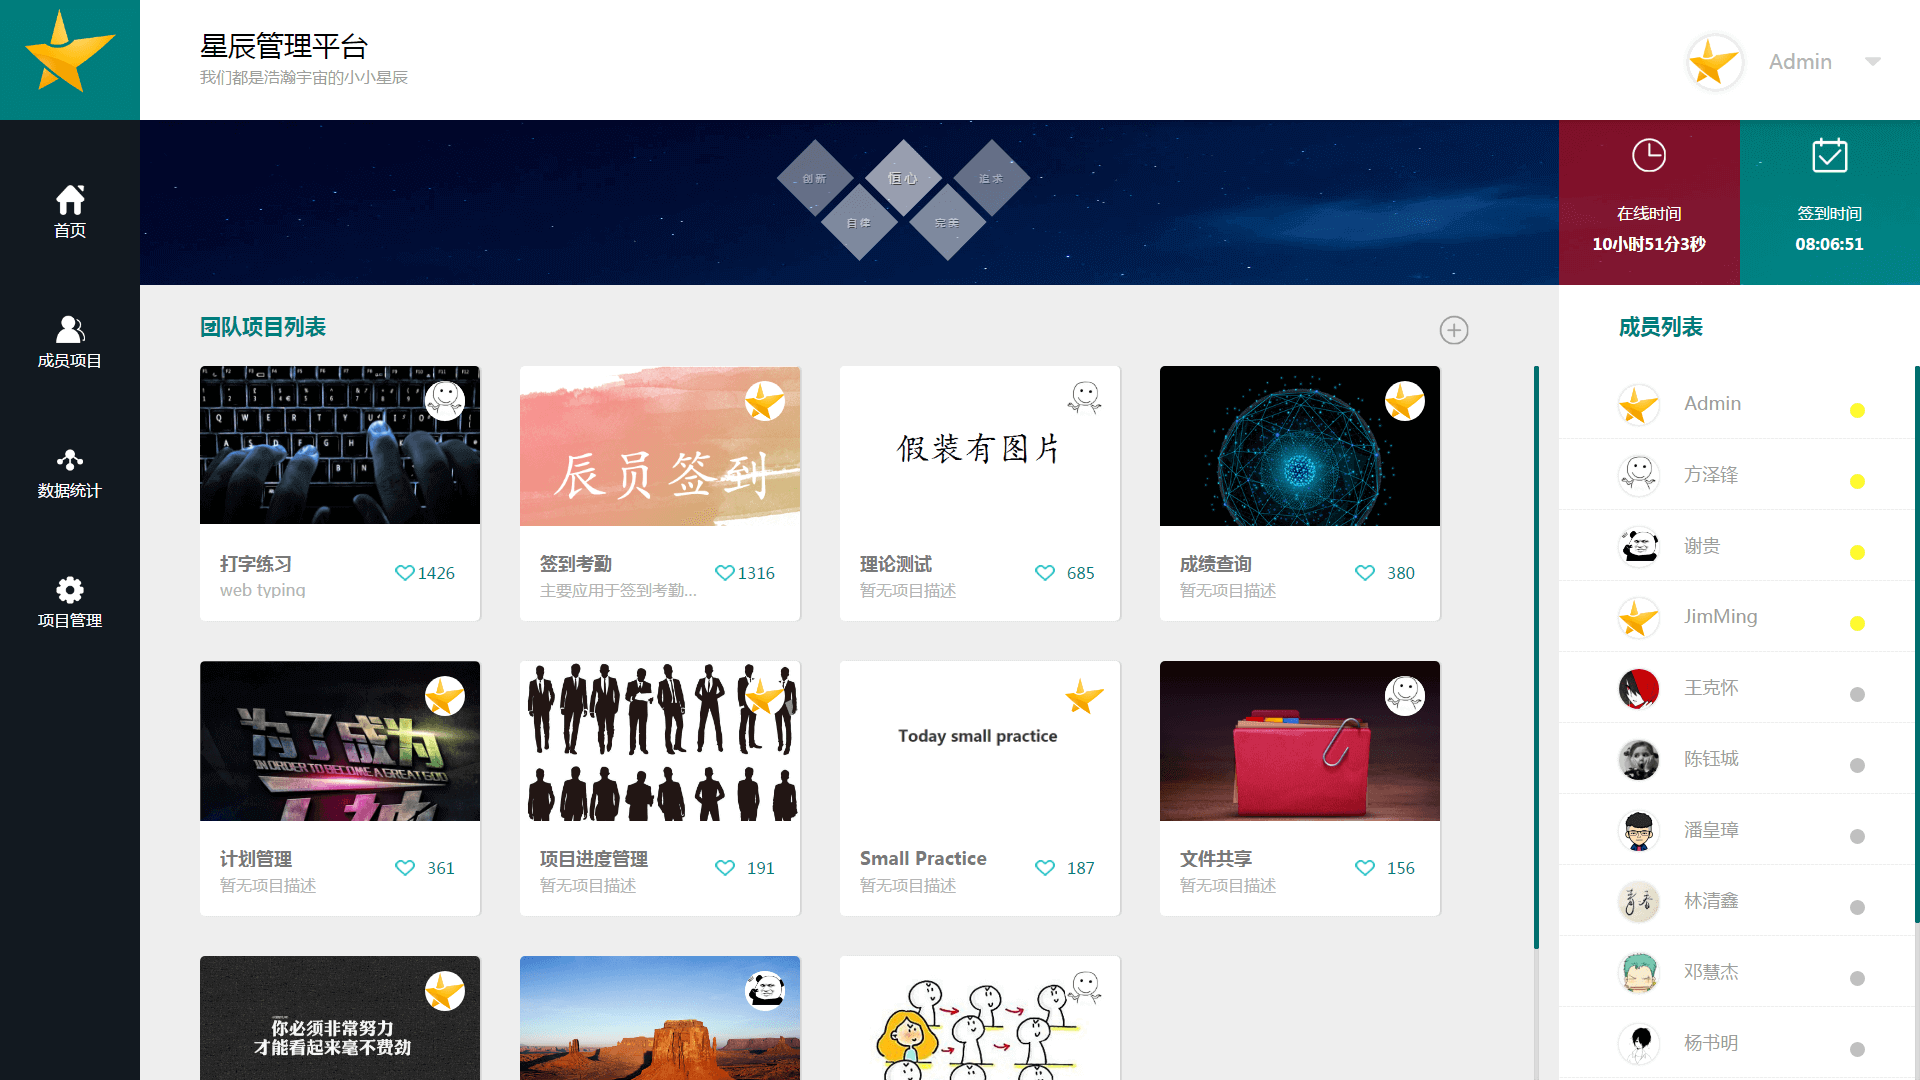 星辰管理平台
我们都是浩瀚宇宙的小小星辰
Admin
首页
成员项目
数据统计
项目管理
创新
恒心
追求
自律
完美
在线时间
10小时51分3秒
签到时间
08:06:51
团队项目列表
成员列表
辰员签到
假装有图片
打字练习
web typing
1426
签到考勤
主要应用于签到考勤...
1316
理论测试
暂无项目描述
685
成绩查询
暂无项目描述
380
为了成为
IN ORDER TO BECOME A GREAT GOD
Today small practice
计划管理
暂无项目描述
361
项目进度管理
暂无项目描述
191
Small Practice
暂无项目描述
187
文件共享
暂无项目描述
156
你必须非常努力
才能看起来毫不费劲
Admin
方泽锋
谢贵
JimMing
王克怀
陈钰城
潘皇璋
林清鑫
邓慧杰
杨书明